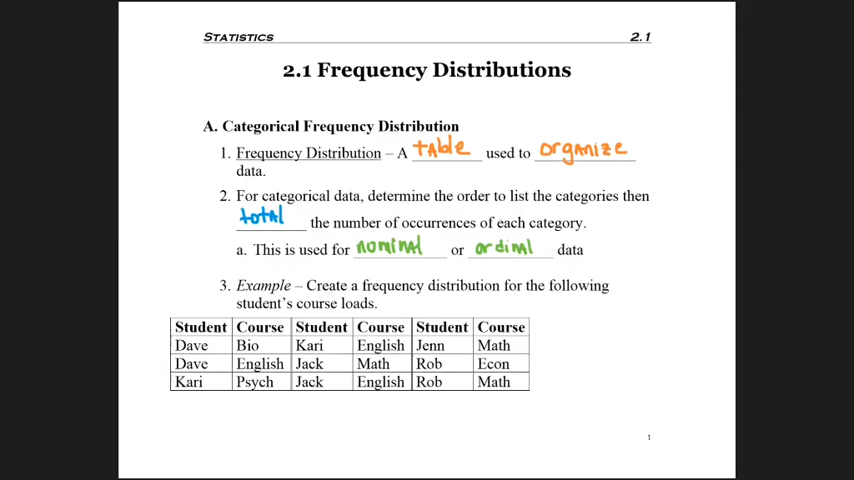 STATISTICS 2.1
2.1 Frequency Distributions
A. Categorical Frequency Distribution
1. Frequency Distribution – A table used to organize
data.
2. For categorical data, determine the order to list the categories then
total the number of occurrences of each category.
a. This is used for nominal or ordinal data
3. Example – Create a frequency distribution for the following
student's course loads.
Student Course Student Course Student Course
Dave Bio Kari English Jenn Math
Dave English Jack Math Rob Econ
Kari Psych Jack English Rob Math
1